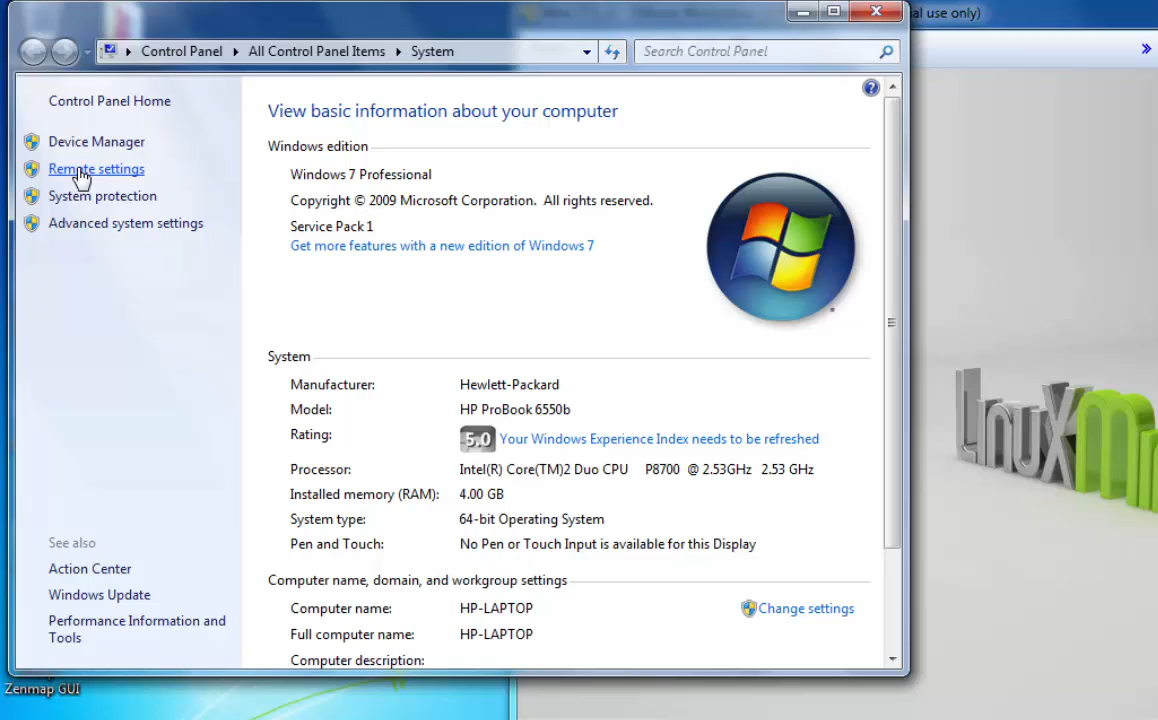 al use only)
Control Panel
All Control Panel Items
System
Search Control Panel
Control Panel Home
Device Manager
Remote settings
System protection
Advanced system settings
See also
Action Center
Windows Update
Performance Information and
Tools
View basic information about your computer
Windows edition
Windows 7 Professional
Copyright © 2009 Microsoft Corporation. All rights reserved.
Service Pack 1
Get more features with a new edition of Windows 7
System
Manufacturer: Hewlett-Packard
Model: HP ProBook 6550b
Rating: 5.0 Your Windows Experience Index needs to be refreshed
Processor: Intel(R) Core(TM)2 Duo CPU P8700 @ 2.53GHz 2.53 GHz
Installed memory (RAM): 4.00 GB
System type: 64-bit Operating System
Pen and Touch: No Pen or Touch Input is available for this Display
Computer name, domain, and workgroup settings
Computer name: HP-LAPTOP Change settings
Full computer name: HP-LAPTOP
Computer description:
Zenmap GUI
LinuxMi